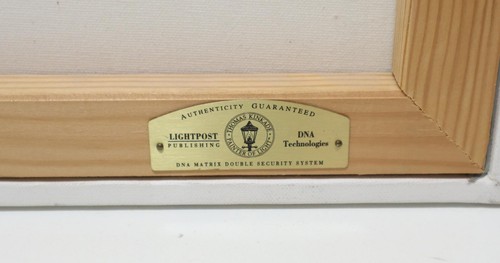 AUTHENTICITY GUARANTEED
LIGHTPOST
PUBLISHING
THOMAS KINKADE
PAINTER OF LIGHT
DNA
Technologies
DNA MATRIX DOUBLE SECURITY SYSTEM